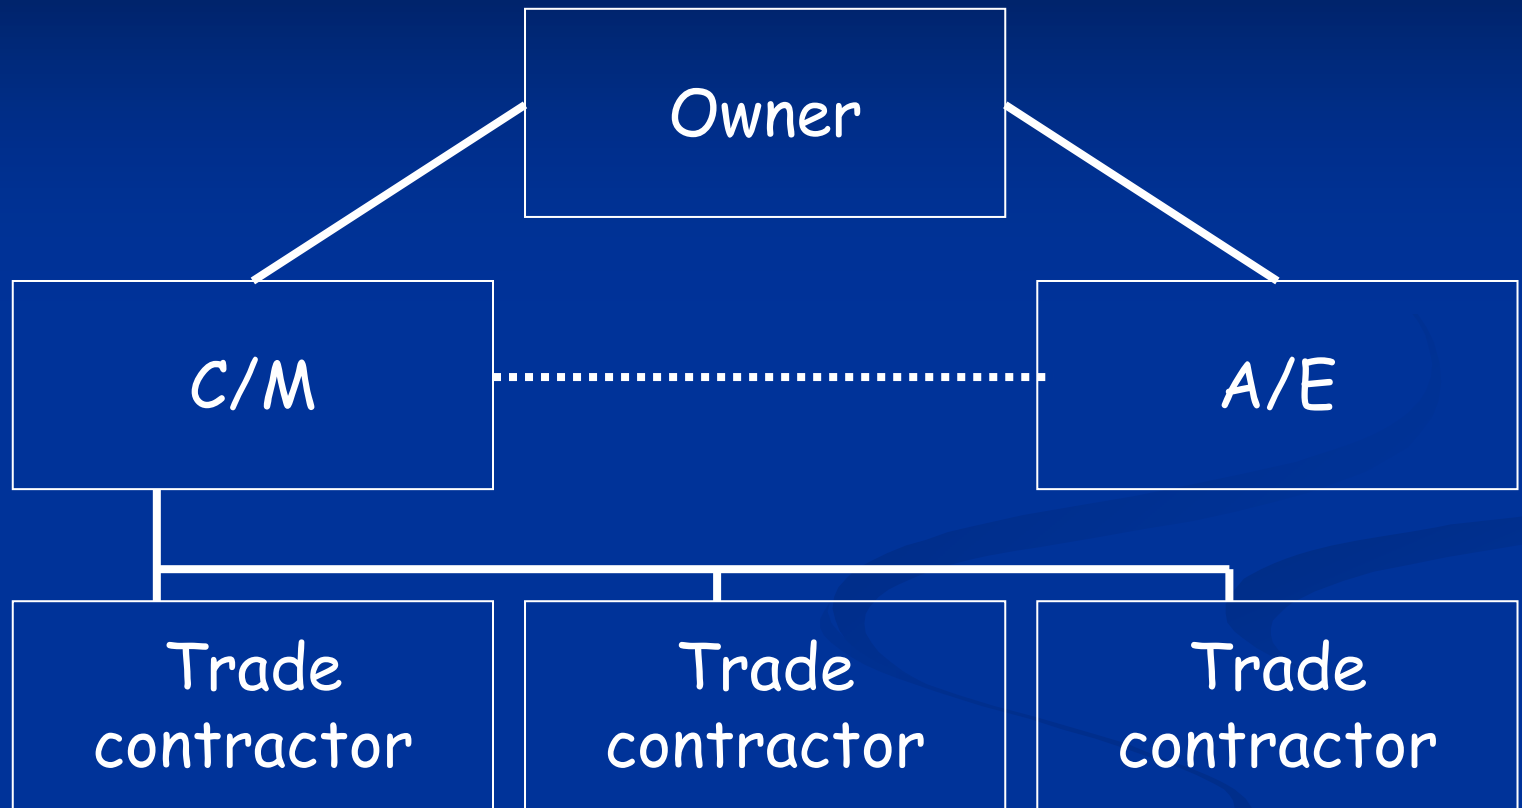 Owner
C/M
A/E
Trade
contractor
Trade
contractor
Trade
contractor